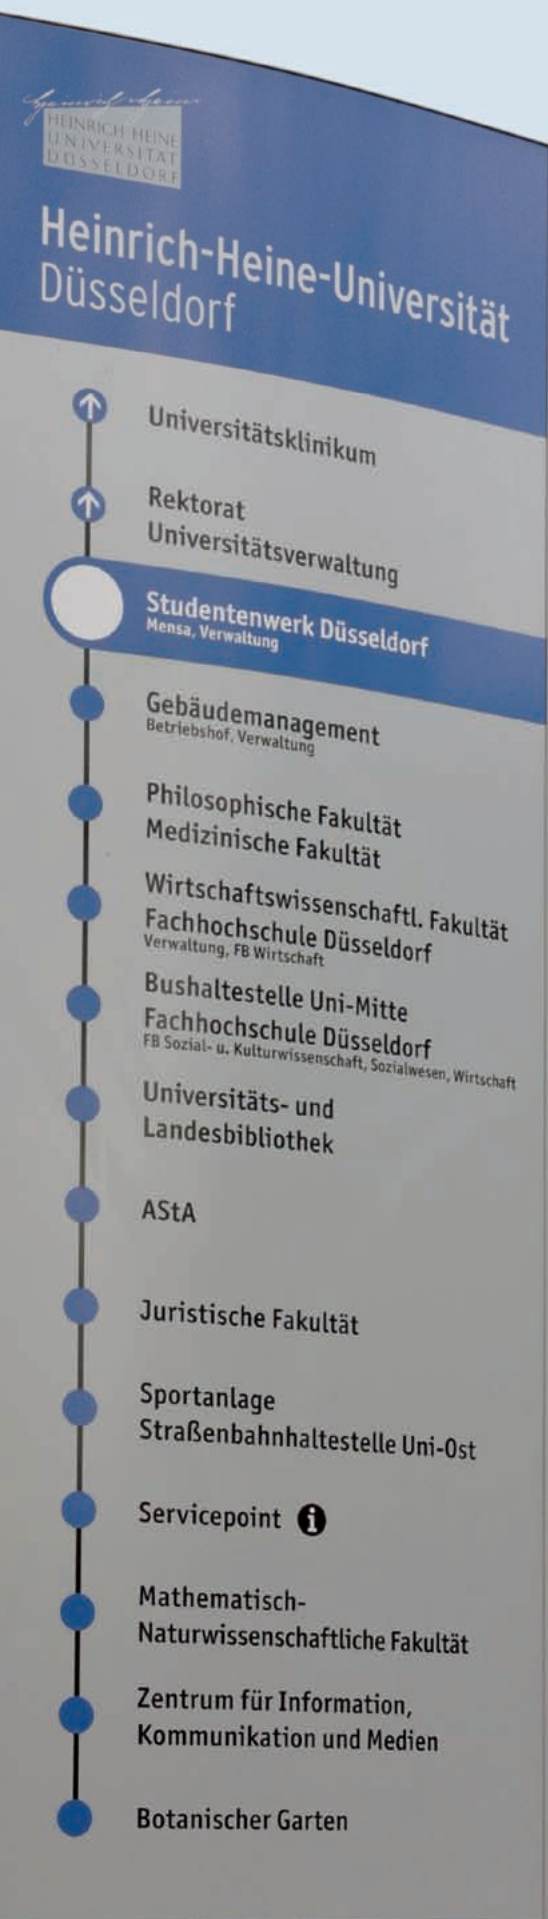 Heinrich Heine
HEINRICH HEINE
UNIVERSITÄT
DÜSSELDORF
Heinrich-Heine-Universität
Düsseldorf
Universitätsklinikum
Rektorat
Universitätsverwaltung
Studentenwerk Düsseldorf
Mensa, Verwaltung
Gebäudemanagement
Betriebshof, Verwaltung
Philosophische Fakultät
Medizinische Fakultät
Wirtschaftswissenschaftl. Fakultät
Fachhochschule Düsseldorf
Verwaltung, FB Wirtschaft
Bushaltestelle Uni-Mitte
Fachhochschule Düsseldorf
FB Sozial- u. Kulturwissenschaft, Sozialwesen, Wirtschaft
Universitäts- und
Landesbibliothek
AStA
Juristische Fakultät
Sportanlage
Straßenbahnhaltestelle Uni-Ost
Servicepoint i
Mathematisch-
Naturwissenschaftliche Fakultät
Zentrum für Information,
Kommunikation und Medien
Botanischer Garten